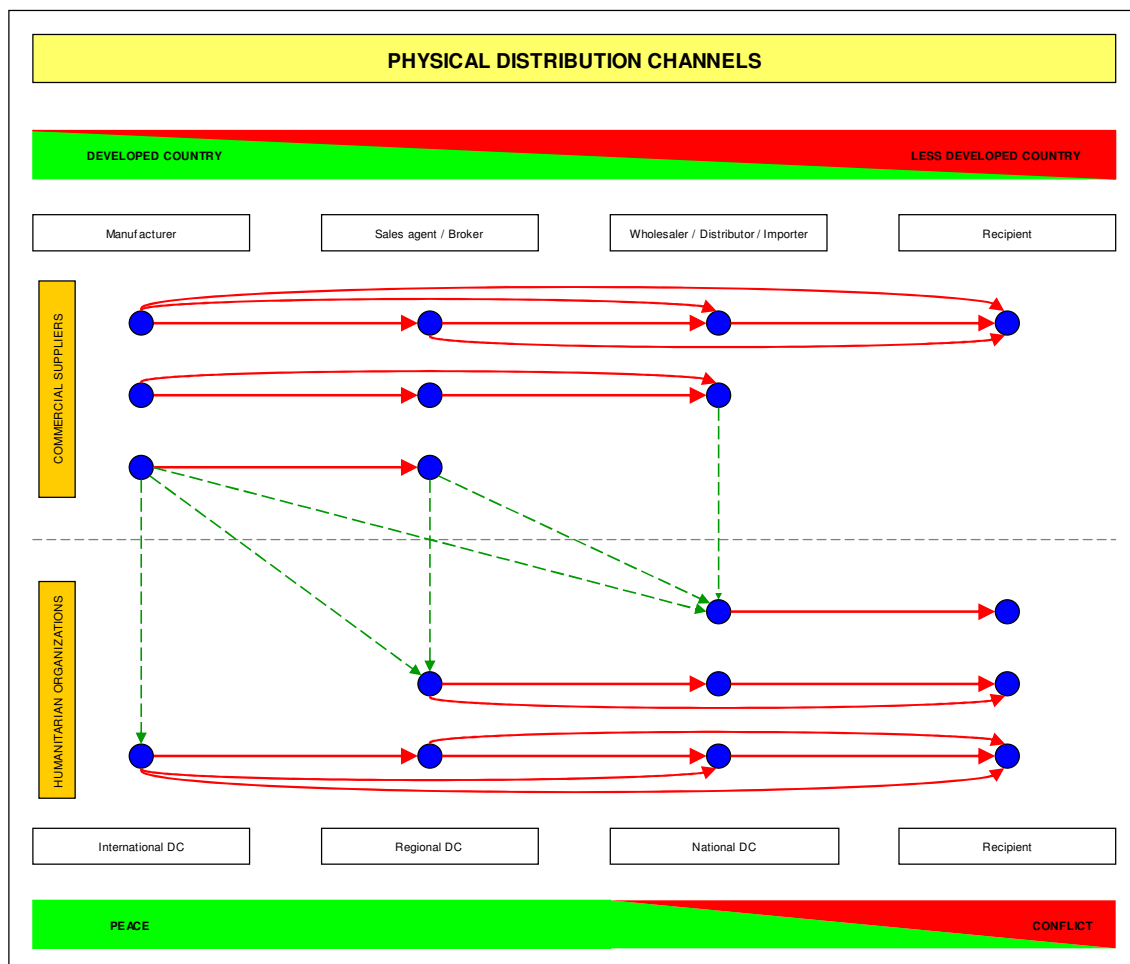 PHYSICAL DISTRIBUTION CHANNELS
DEVELOPED COUNTRY
LESS DEVELOPED COUNTRY
Manufacturer
Sales agent / Broker
Wholesaler / Distributor / Importer
Recipient
COMMERCIAL SUPPLIERS
HUMANITARIAN ORGANIZATIONS
International DC
Regional DC
National DC
Recipient
PEACE
CONFLICT